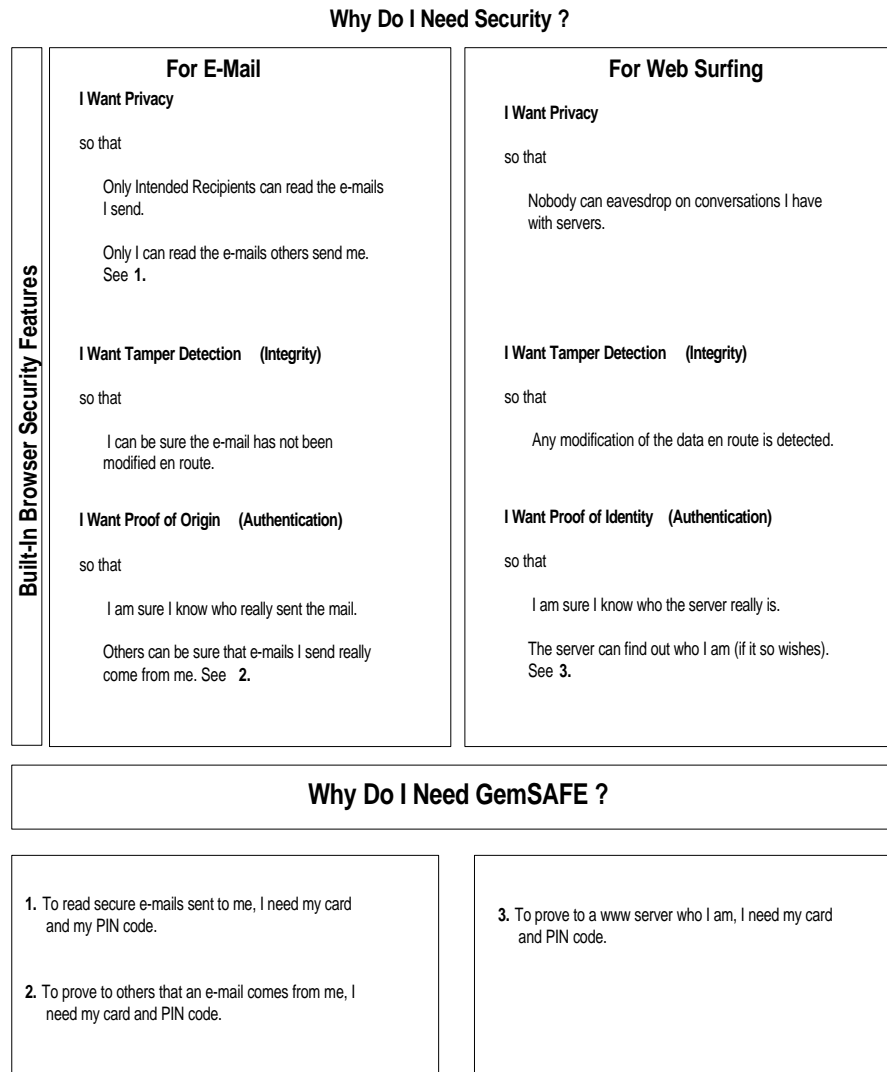 Why Do I Need Security ?
Built-In Browser Security Features
For E-Mail
I Want Privacy
so that
Only Intended Recipients can read the e-mails
I send.
Only I can read the e-mails others send me.
See 1.
I Want Tamper Detection (Integrity)
so that
I can be sure the e-mail has not been
modified en route.
I Want Proof of Origin (Authentication)
so that
I am sure I know who really sent the mail.
Others can be sure that e-mails I send really
come from me. See 2.
For Web Surfing
I Want Privacy
so that
Nobody can eavesdrop on conversations I have
with servers.
I Want Tamper Detection (Integrity)
so that
Any modification of the data en route is detected.
I Want Proof of Identity (Authentication)
so that
I am sure I know who the server really is.
The server can find out who I am (if it so wishes).
See 3.
Why Do I Need GemSAFE ?
1. To read secure e-mails sent to me, I need my card
and my PIN code.
2. To prove to others that an e-mail comes from me, I
need my card and PIN code.
3. To prove to a www server who I am, I need my card
and PIN code.